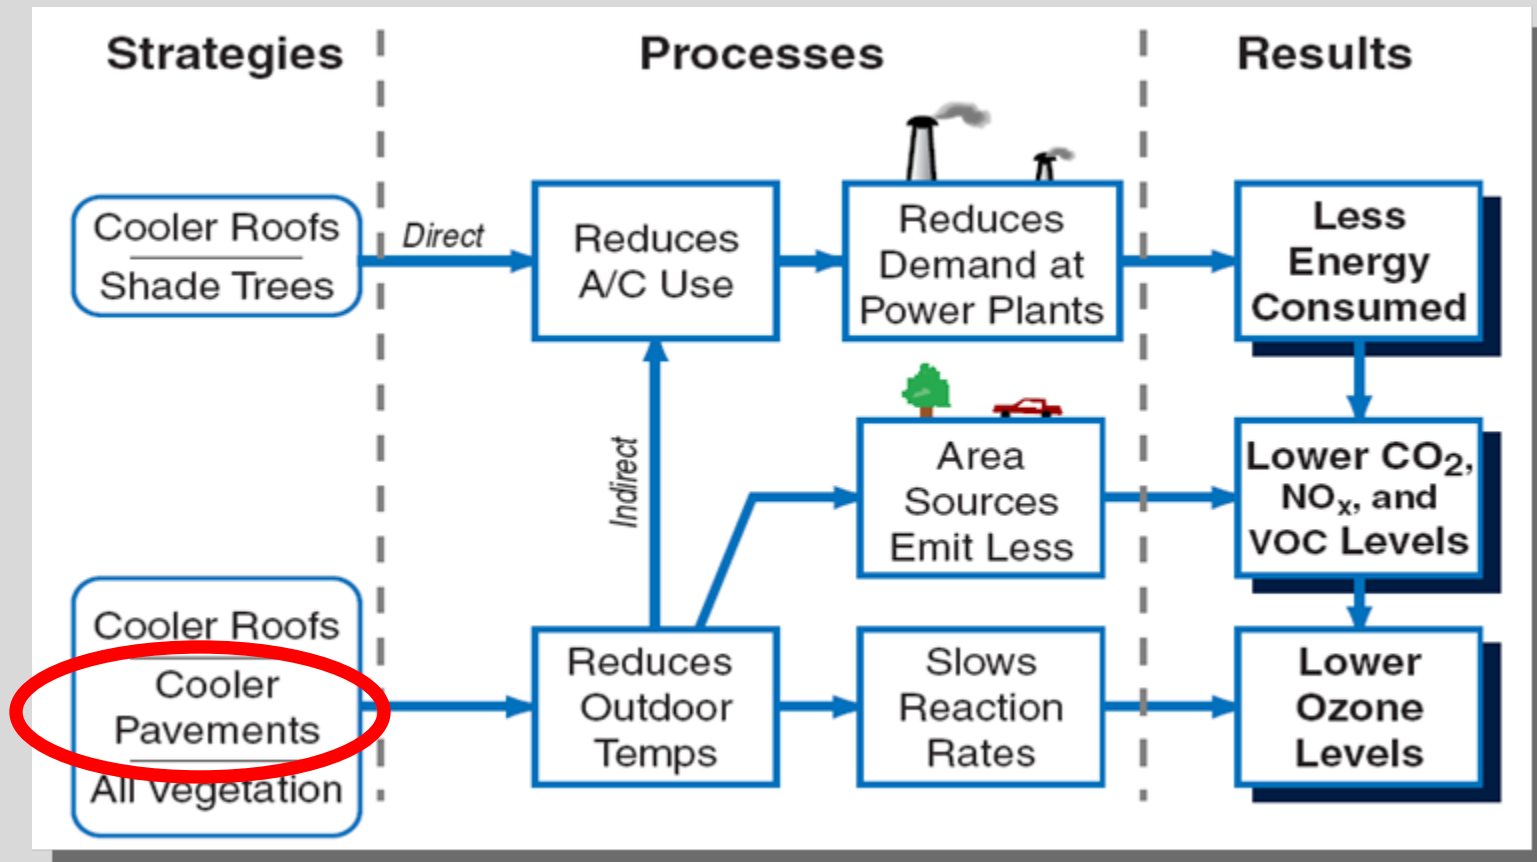 Strategies
Processes
Results
Cooler Roofs
Shade Trees
Direct
Reduces
A/C Use
Reduces
Demand at
Power Plants
Less
Energy
Consumed
Indirect
Area
Sources
Emit Less
Lower CO₂,
NOₓ, and
VOC Levels
Cooler Roofs
Cooler
Pavements
All Vegetation
Reduces
Outdoor
Temps
Slows
Reaction
Rates
Lower
Ozone
Levels